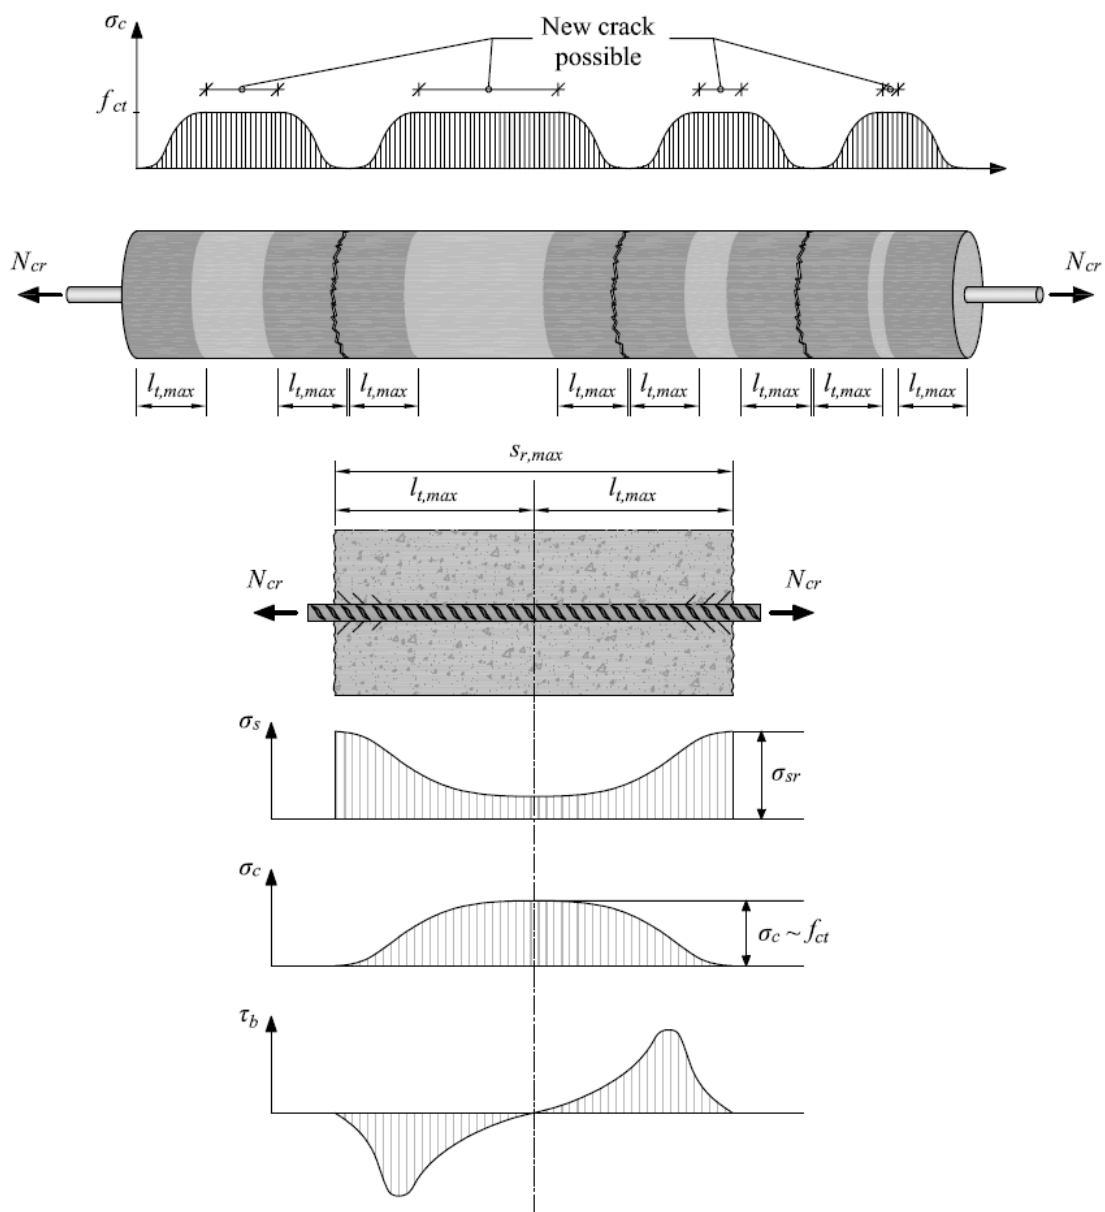 σc
New crack
possible
fct
Ncr
Ncr
lt,max
lt,max
lt,max
lt,max
lt,max
lt,max
lt,max
lt,max
sr,max
lt,max
lt,max
Ncr
Ncr
σs
σsr
σc
σc ~ fct
τb